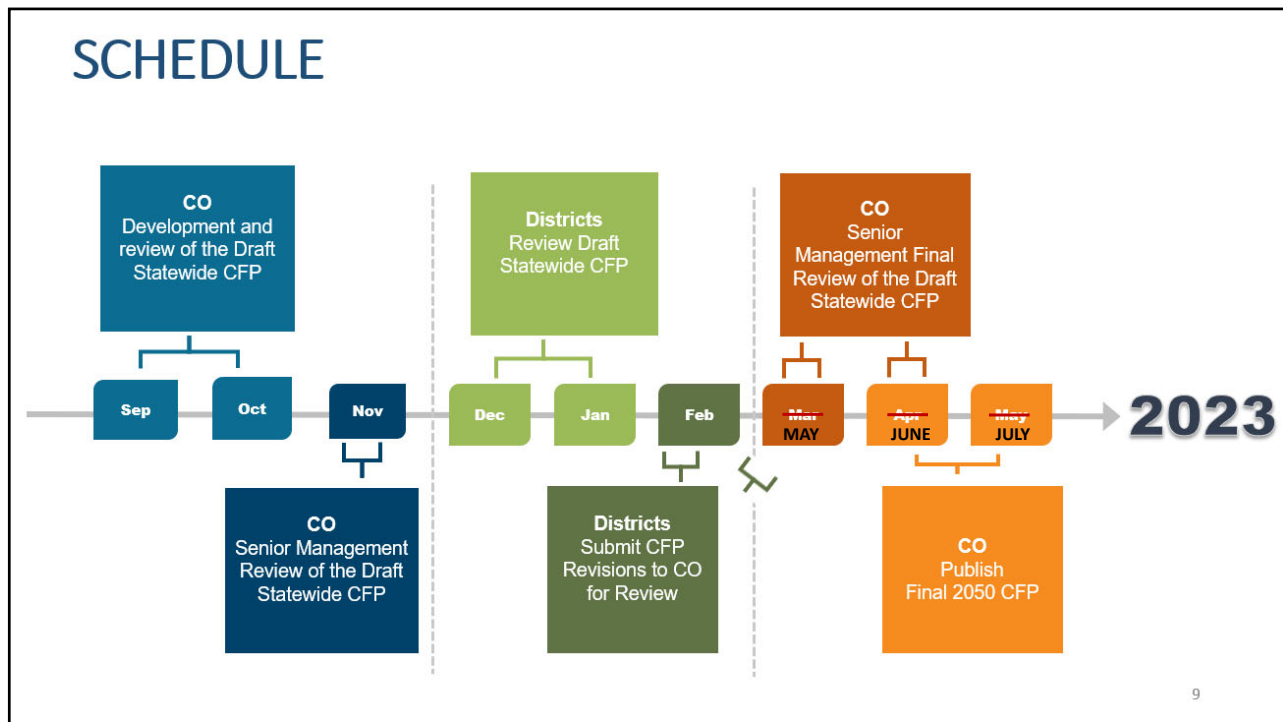 SCHEDULE
CO
Development and
review of the Draft
Statewide CFP
Districts
Review Draft
Statewide CFP
CO
Senior
Management Final
Review of the Draft
Statewide CFP
Sep
Oct
Nov
Dec
Jan
Feb
Mar
MAY
Apr
JUNE
May
JULY
2023
CO
Senior Management
Review of the Draft
Statewide CFP
Districts
Submit CFP
Revisions to CO
for Review
CO
Publish
Final 2050 CFP
9